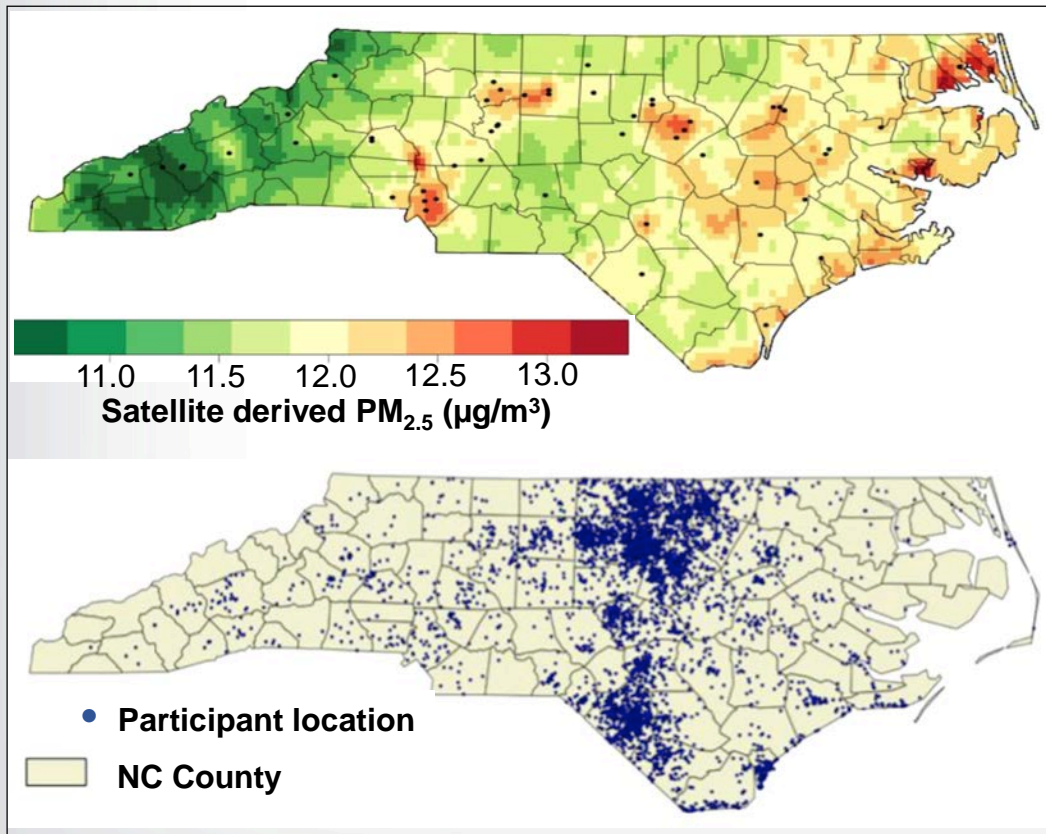 11.0 11.5 12.0 12.5 13.0
Satellite derived PM2.5 (µg/m³)
Participant location
NC County